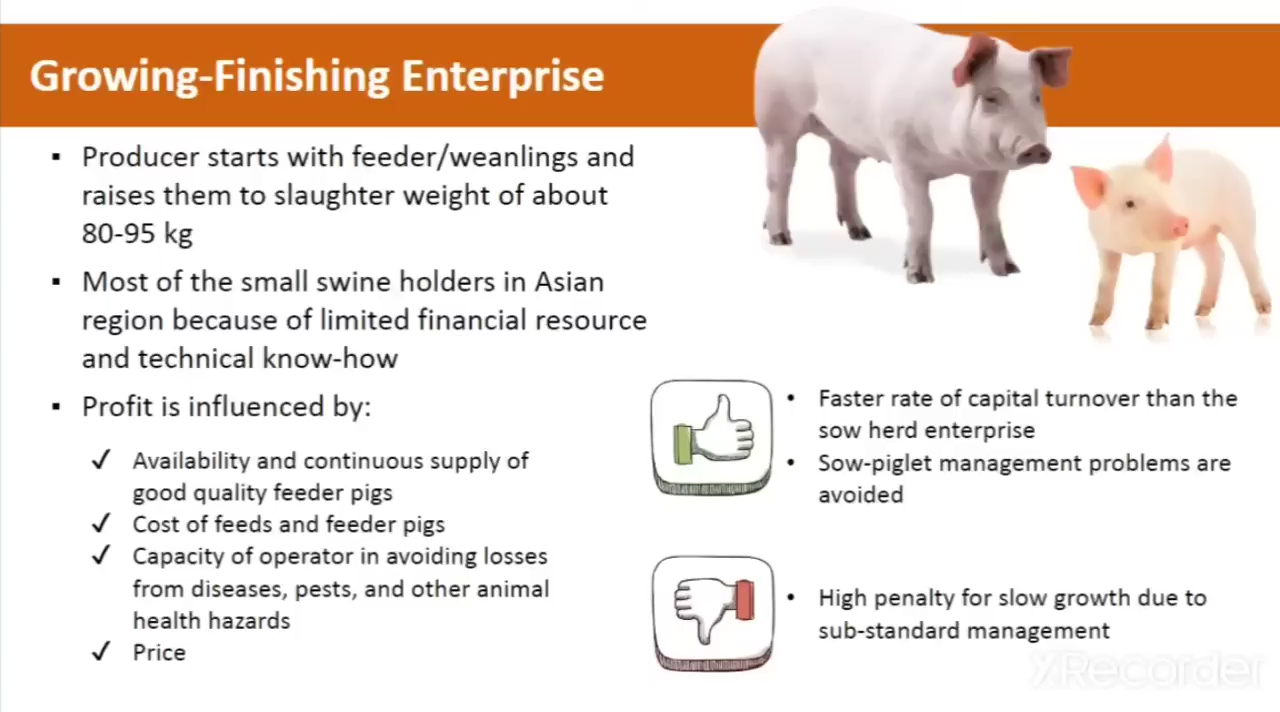 Growing-Finishing Enterprise
▪ Producer starts with feeder/weanlings and
raises them to slaughter weight of about
80-95 kg
▪ Most of the small swine holders in Asian
region because of limited financial resource
and technical know-how
▪ Profit is influenced by:
✓ Availability and continuous supply of
good quality feeder pigs
✓ Cost of feeds and feeder pigs
✓ Capacity of operator in avoiding losses
from diseases, pests, and other animal
health hazards
✓ Price
• Faster rate of capital turnover than the
sow herd enterprise
• Sow-piglet management problems are
avoided
• High penalty for slow growth due to
sub-standard management
XRecorder